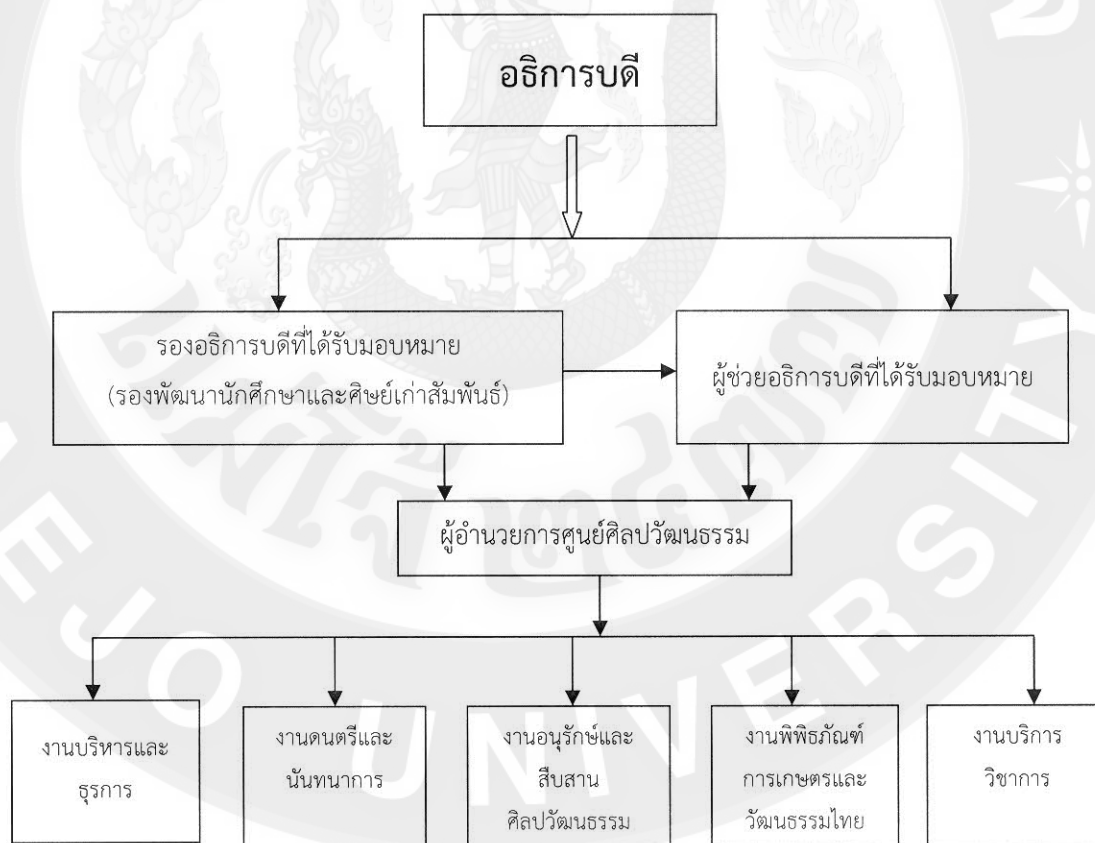 อธิการบดี
รองอธิการบดีที่ได้รับมอบหมาย
(รองพัฒนานักศึกษาและศิษย์เก่าสัมพันธ์)
ผู้ช่วยอธิการบดีที่ได้รับมอบหมาย
ผู้อำนวยการศูนย์ศิลปวัฒนธรรม
งานบริหารและ
ธุรการ
งานดนตรีและ
นันทนาการ
งานอนุรักษ์และ
สืบสาน
ศิลปวัฒนธรรม
งานพิพิธภัณฑ์
การเกษตรและ
วัฒนธรรมไทย
งานบริการ
วิชาการ
EJO UNIVERSITY